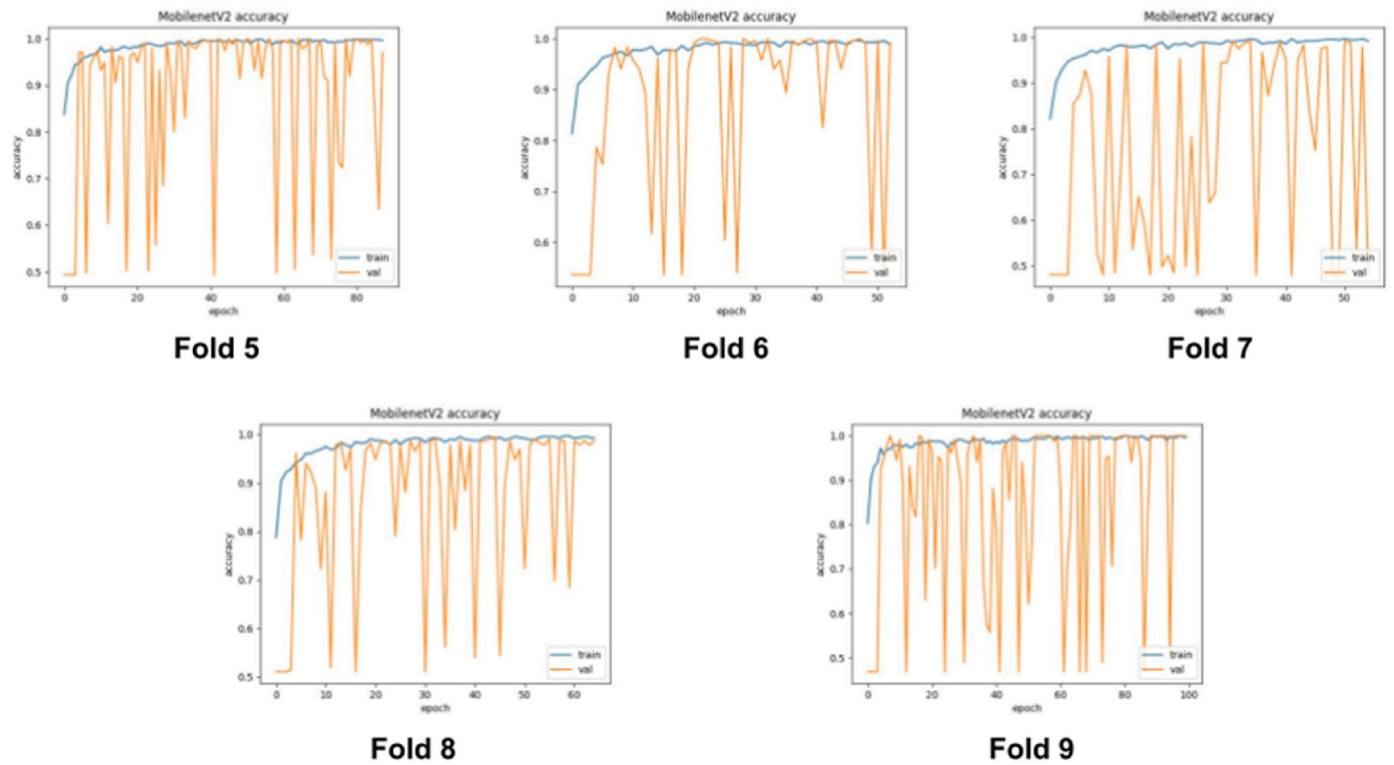 MobilenetV2 accuracy
1.0
0.9
0.8
0.7
0.6
0.5
accuracy
train
val
0 20 40 60 80
epoch
Fold 5
MobilenetV2 accuracy
1.0
0.9
0.8
0.7
0.6
accuracy
train
val
0 10 20 30 40 50
epoch
Fold 6
MobilenetV2 accuracy
1.0
0.9
0.8
0.7
0.6
0.5
accuracy
train
val
0 10 20 30 40 50
epoch
Fold 7
MobilenetV2 accuracy
1.0
0.9
0.8
0.7
0.6
0.5
accuracy
train
val
0 10 20 30 40 50 60
epoch
Fold 8
MobilenetV2 accuracy
1.0
0.9
0.8
0.7
0.6
0.5
accuracy
train
val
0 20 40 60 80 100
epoch
Fold 9